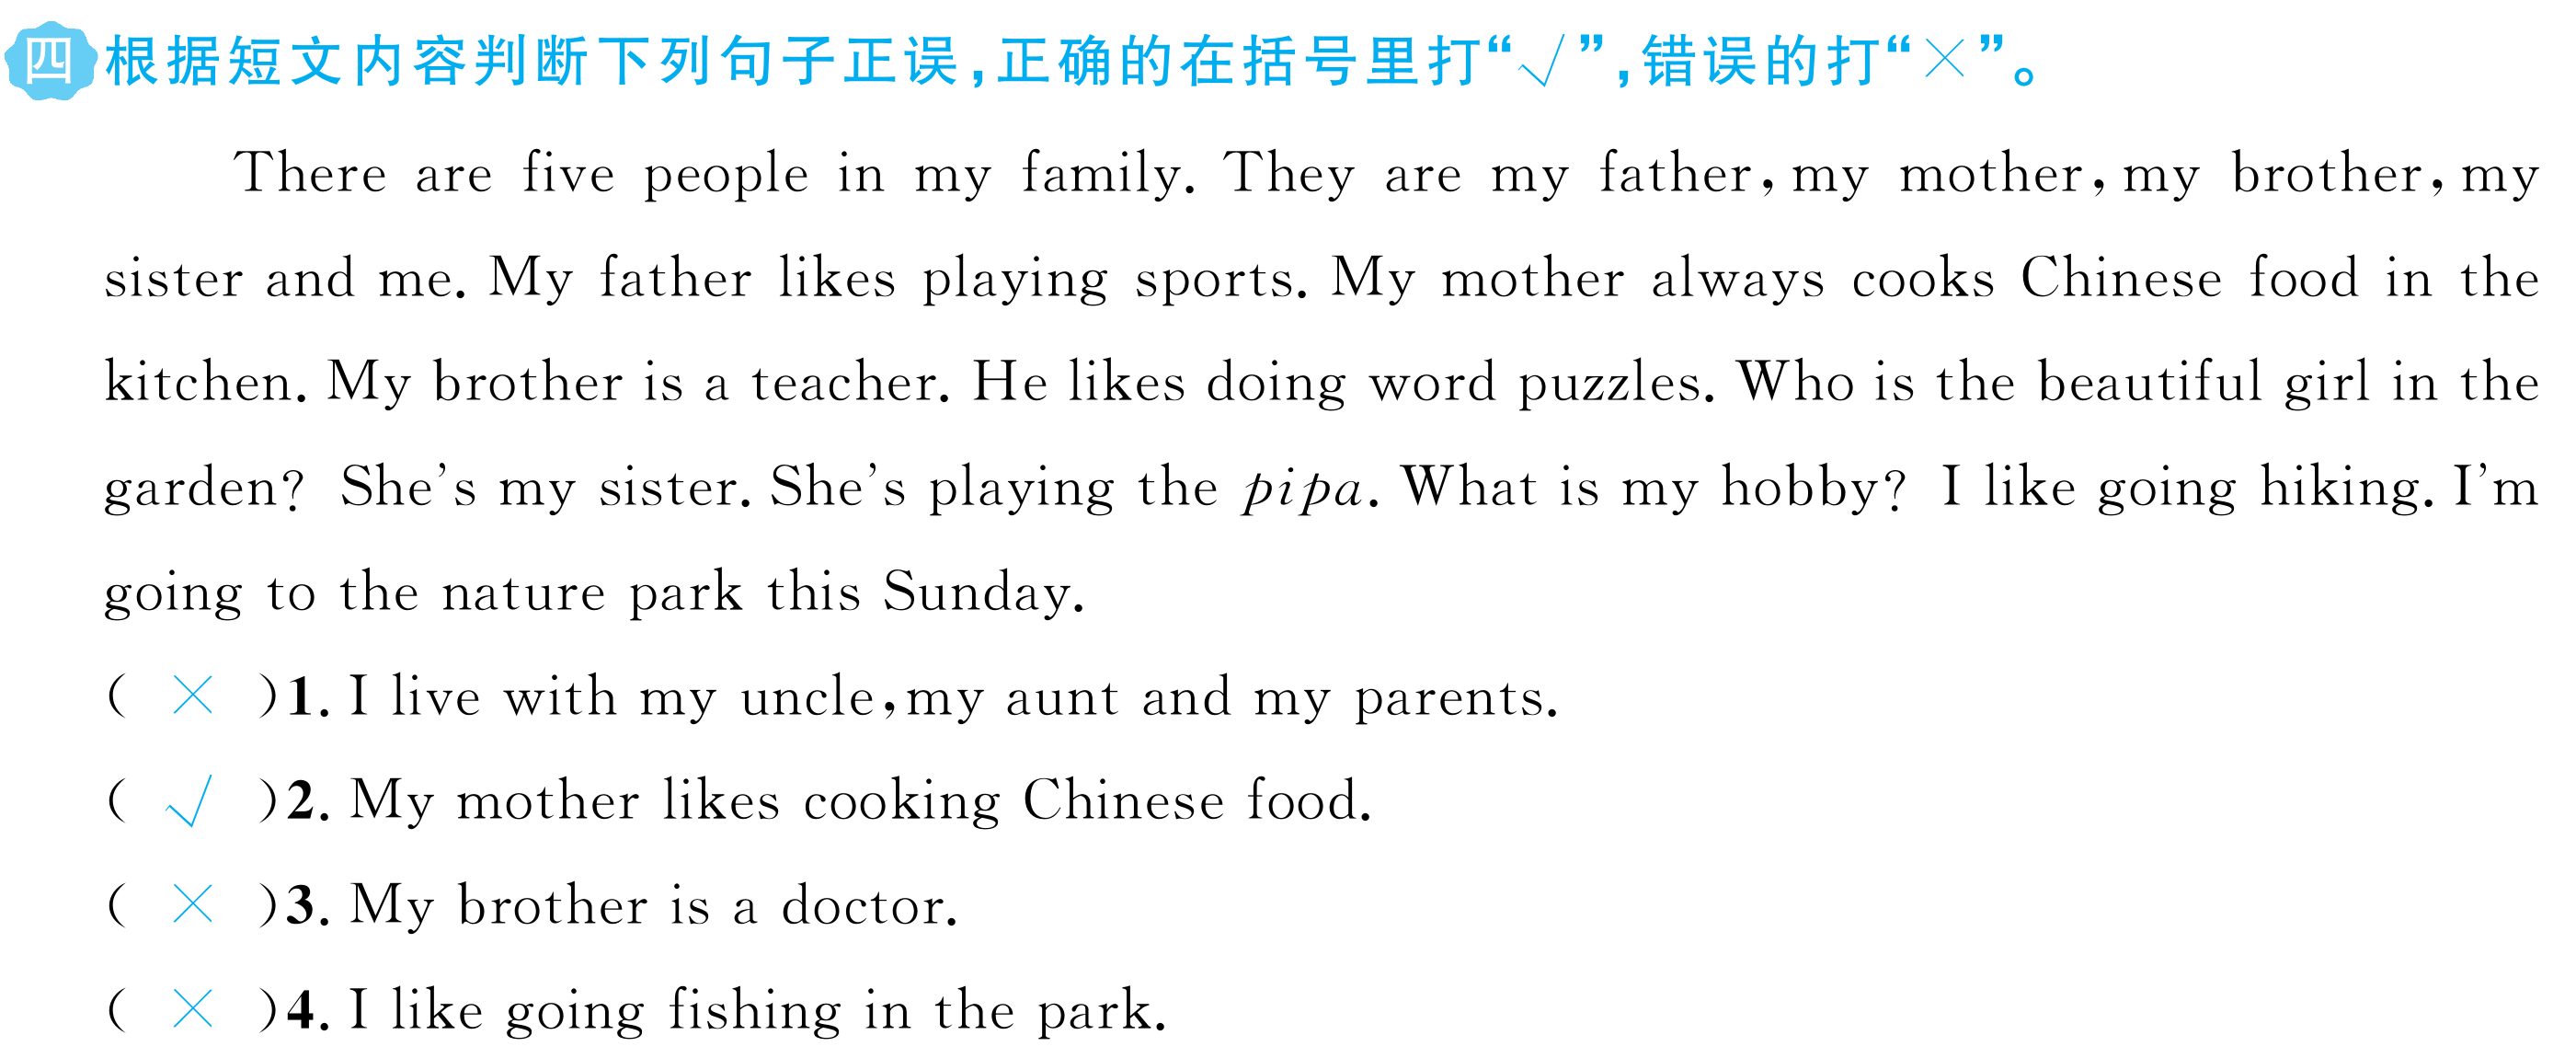 四 根据短文内容判断下列句子正误,正确的在括号里打“√”,错误的打“×”。
There are five people in my family. They are my father, my mother, my brother, my
sister and me. My father likes playing sports. My mother always cooks Chinese food in the
kitchen. My brother is a teacher. He likes doing word puzzles. Who is the beautiful girl in the
garden? She's my sister. She's playing the pipa. What is my hobby? I like going hiking. I'm
going to the nature park this Sunday.
( × )1. I live with my uncle, my aunt and my parents.
( √ )2. My mother likes cooking Chinese food.
( × )3. My brother is a doctor.
( × )4. I like going fishing in the park.